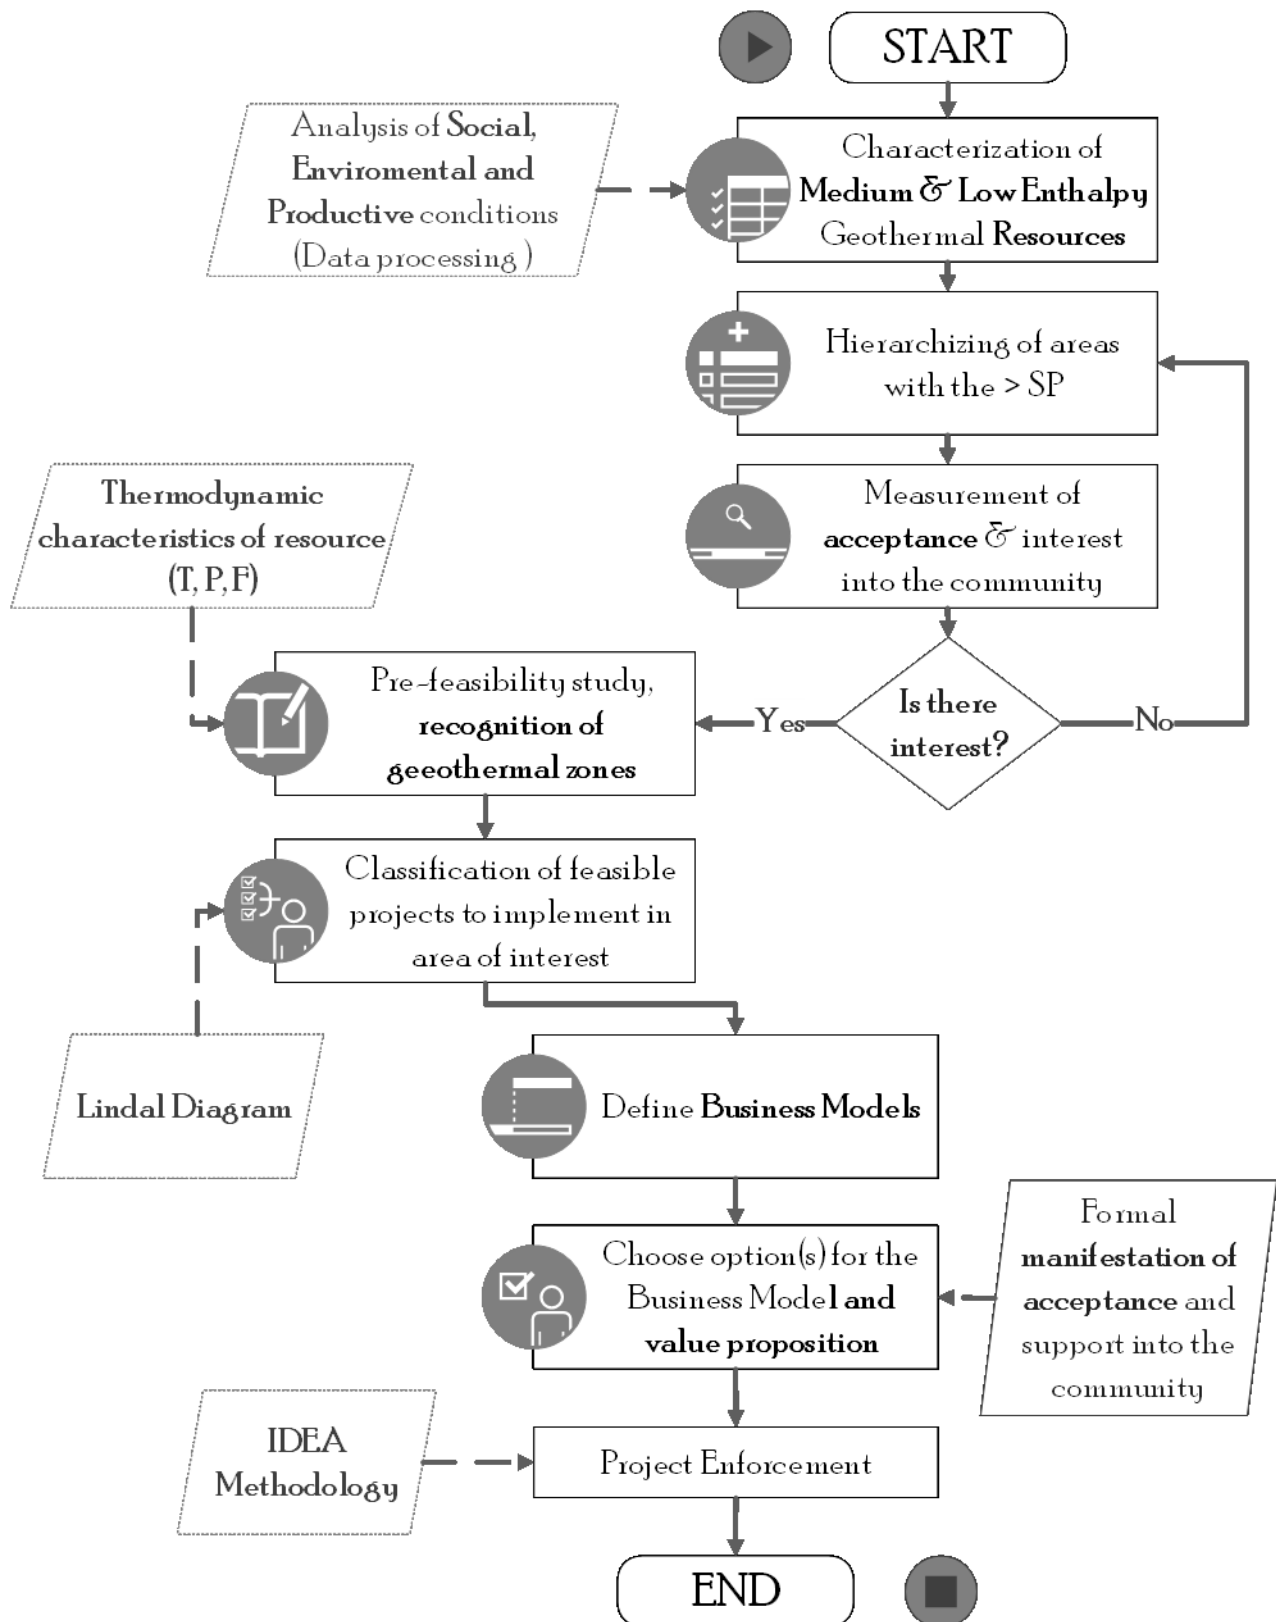 START
Analysis of Social,
Enviromental and
Productive conditions
(Data processing )
Characterization of
Medium & Low Enthalpy
Geothermal Resources
Hierarchizing of areas
with the > SP
Thermodynamic
characteristics of resource
(T, P, F)
Measurement of
acceptance & interest
into the community
Is there
interest?
Yes
No
Pre-feasibility study,
recognition of
geeothermal zones
Classification of feasible
projects to implement in
area of interest
Lindal Diagram
Define Business Models
Choose option(s) for the
Business Model and
value proposition
Formal
manifestation of
acceptance and
support into the
community
IDEA
Methodology
Project Enforcement
END